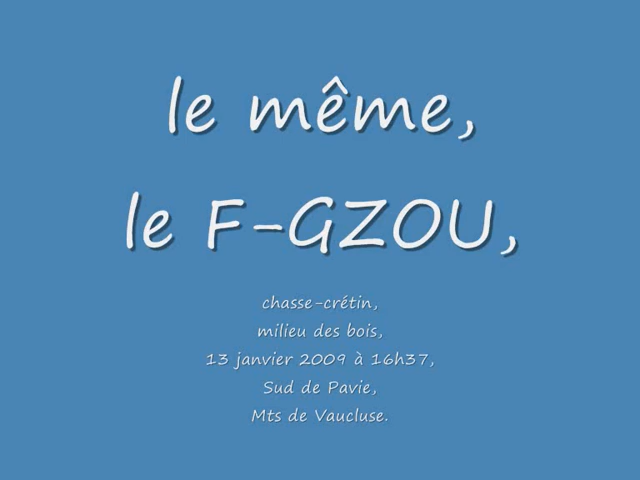 le même,
le F-GZOU,
chasse-crétin,
milieu des bois,
13 janvier 2009 à 16h37,
Sud de Pavie,
Mts de Vaucluse.